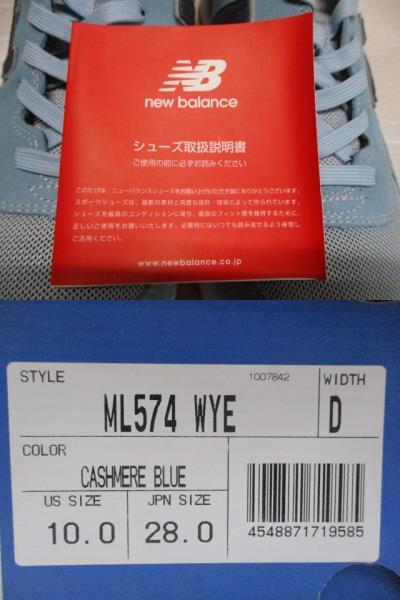 NB
new balance
シューズ取扱説明書
ご使用の前に必ずお読みください
このたびは、ニューバランスシューズをお買い上げいただき誠にありがとうございます。
スポーツシューズは、最新の素材と高度な設計・技術によって作られています。
シューズを最高のコンディションに保ち、最良のフィット感を維持するために、
正しいご使用をお願いいたします。必要時にはいつでも読み返せるよう保管し
ご活用ください。
www.newbalance.co.jp
STYLE 1007842 WIDTH
ML574 WYE D
COLOR
CASHMERE BLUE
US SIZE JPN SIZE
10.0 28.0
4548871719585